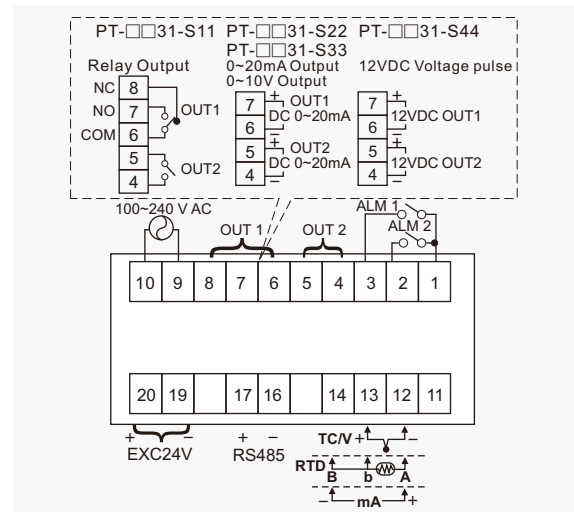 PT-□□31-S11 PT-□□31-S22 PT-□□31-S44
PT-□□31-S33
Relay Output 0~20mA Output 12VDC Voltage pulse
0~10V Output
NC 8
NO 7 OUT1
COM 6
5 OUT2
4
7 + OUT1
DC 0~20mA
6 −
5 + OUT2
DC 0~20mA
4 −
7 +
12VDC OUT1
6 −
5 +
12VDC OUT2
4 −
100~240 V AC
OUT 1 OUT 2
ALM 1
ALM 2
10 9 8 7 6 5 4 3 2 1
20 19 17 16 14 13 12 11
+ − + − TC/V + −
EXC24V RS485
RTD
B b A
− mA +